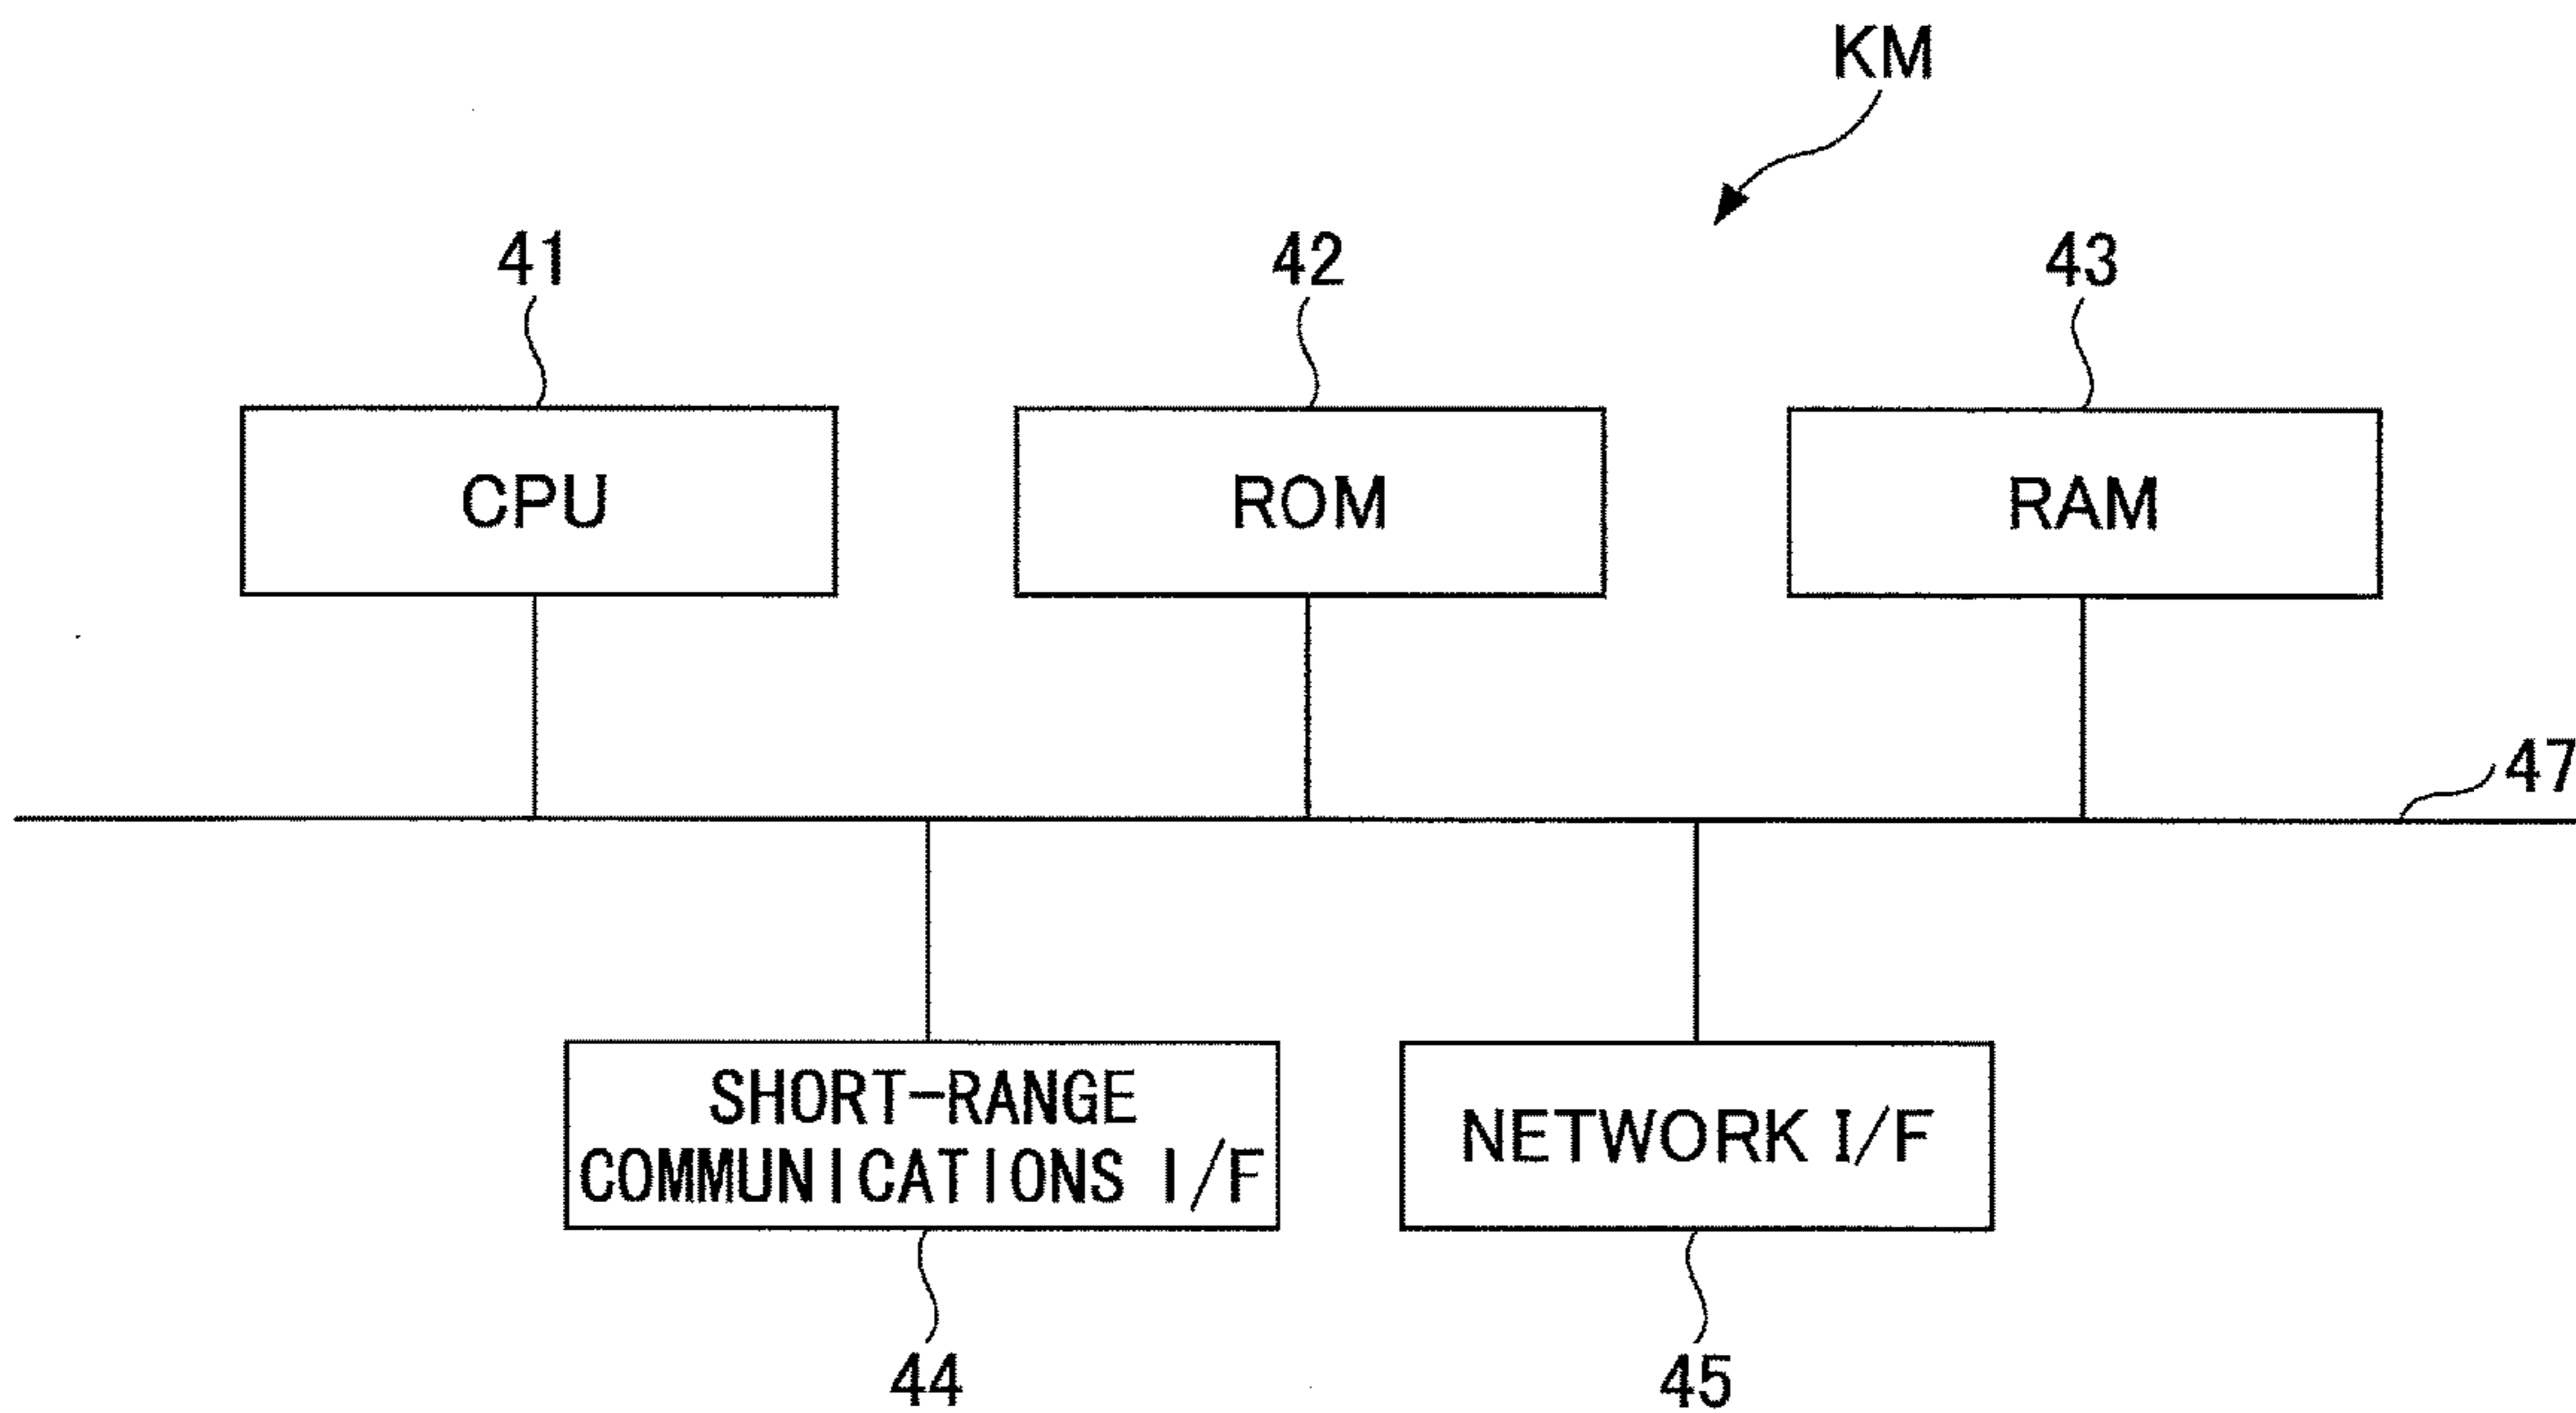 KM
41
42
43
CPU
ROM
RAM
47
SHORT-RANGE
COMMUNICATIONS I/F
NETWORK I/F
44
45